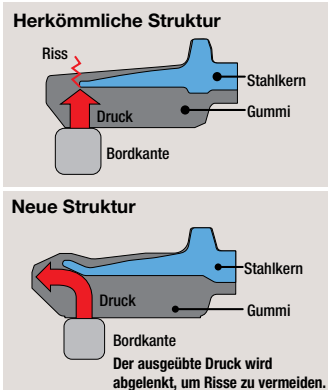 Herkömmliche Struktur
Riss
Stahlkern
Druck
Gummi
Bordkante
Neue Struktur
Stahlkern
Druck
Gummi
Bordkante
Der ausgeübte Druck wird
abgelenkt, um Risse zu vermeiden.